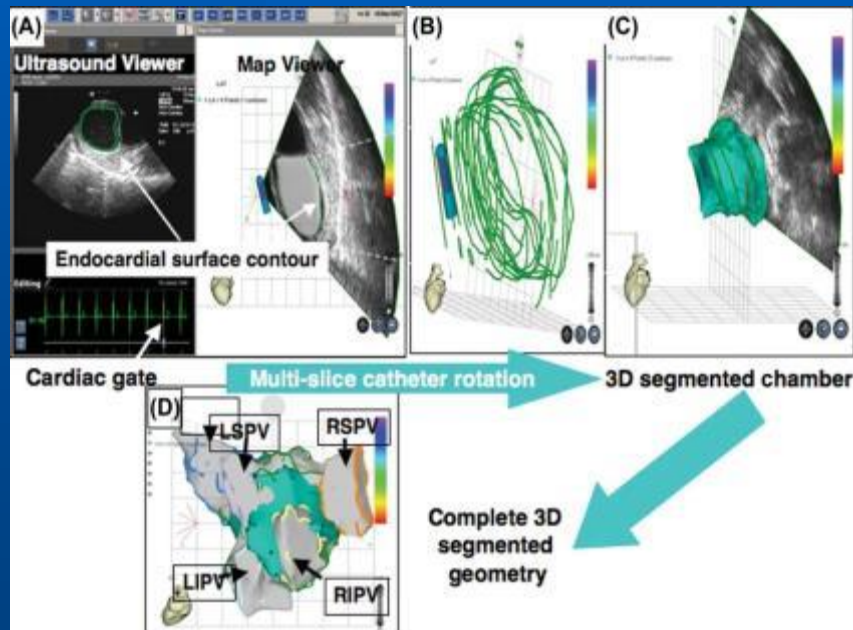 (A)
Ultrasound Viewer
Map Viewer
(B)
(C)
Endocardial surface contour
Editing
Cardiac gate
Multi-slice catheter rotation
3D segmented chamber
(D)
LSPV
RSPV
LIPV
RIPV
Complete 3D
segmented
geometry